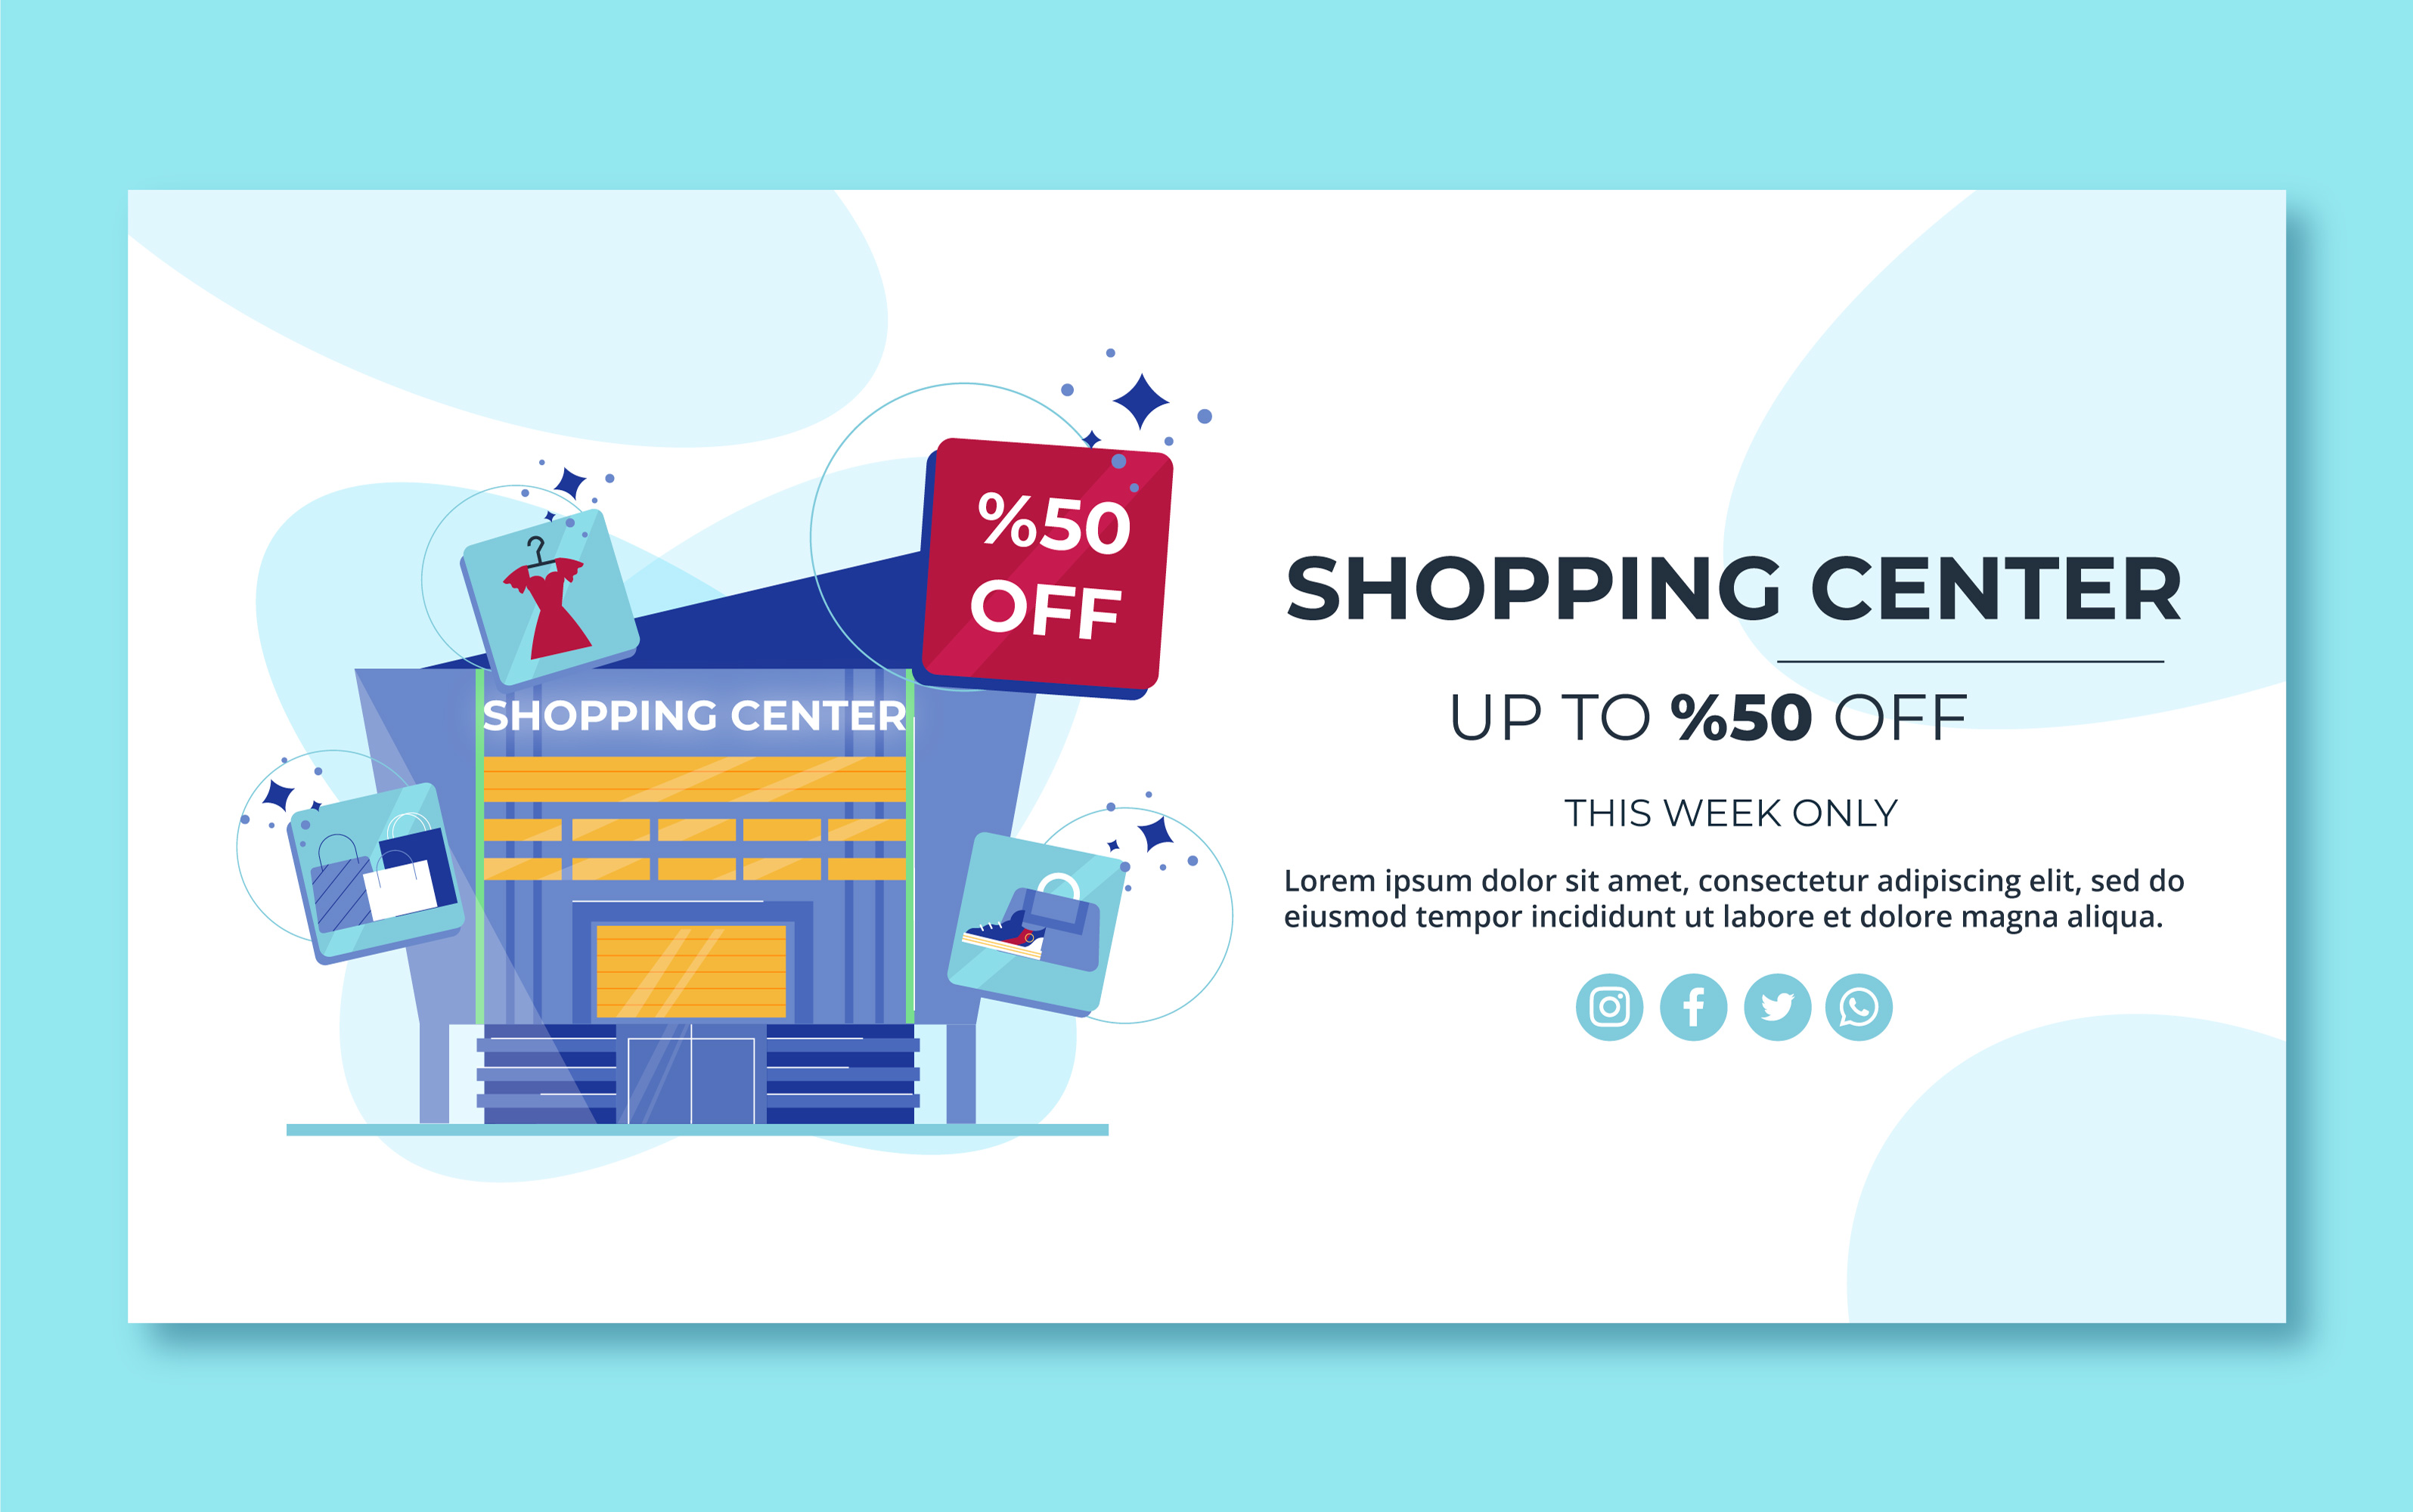 %50
OFF
SHOPPING CENTER
SHOPPING CENTER
UP TO %50 OFF
THIS WEEK ONLY
Lorem ipsum dolor sit amet, consectetur adipiscing elit, sed do
eiusmod tempor incididunt ut labore et dolore magna aliqua.